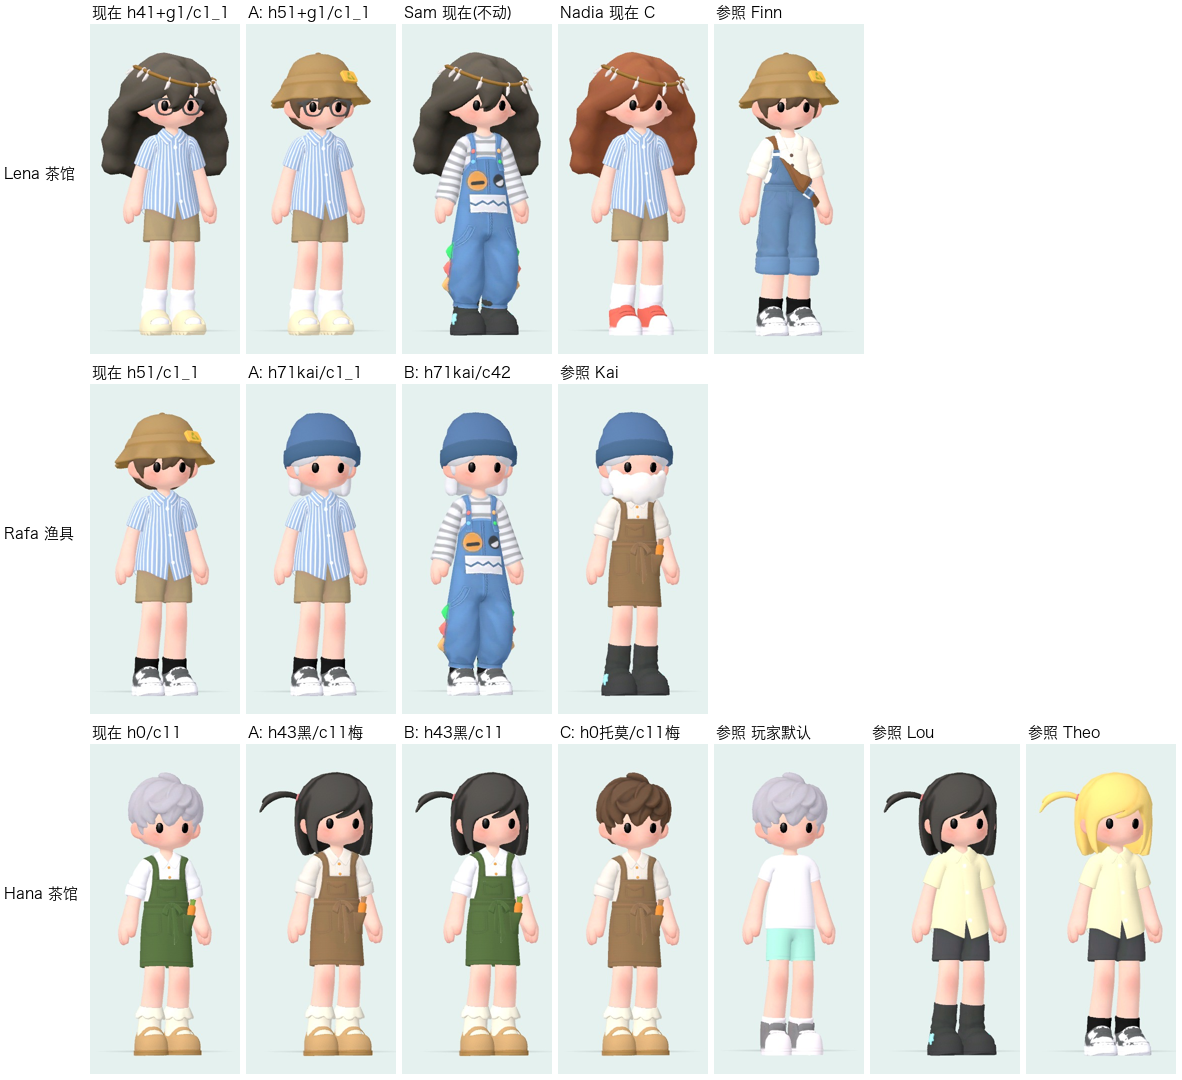 现在 h41+g1/c1_1
A: h51+g1/c1_1
Sam 现在(不动)
Nadia 现在 C
参照 Finn
Lena 茶馆
现在 h51/c1_1
A: h71kai/c1_1
B: h71kai/c42
参照 Kai
Rafa 渔具
现在 h0/c11
A: h43黑/c11梅
B: h43黑/c11
C: h0托莫/c11梅
参照 玩家默认
参照 Lou
参照 Theo
Hana 茶馆